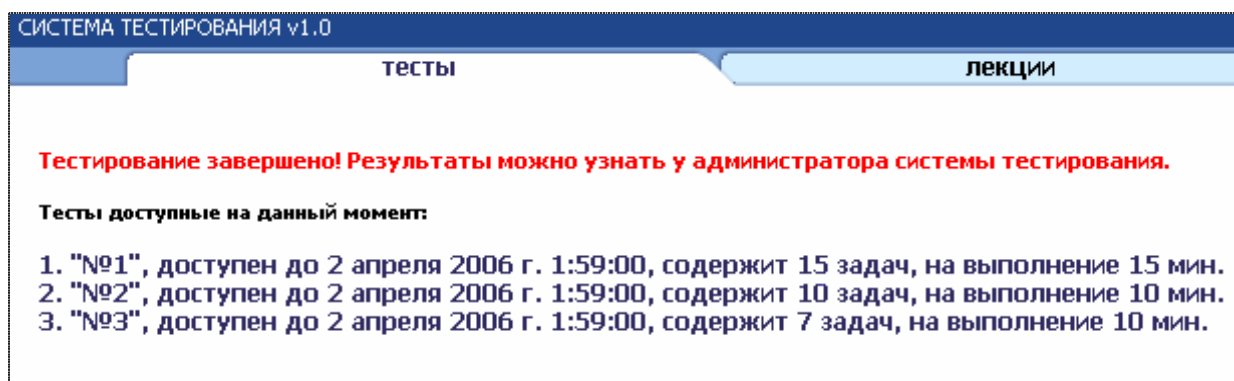 СИСТЕМА ТЕСТИРОВАНИЯ v1.0
тесты
лекции
Тестирование завершено! Результаты можно узнать у администратора системы тестирования.
Тесты доступные на данный момент:
1. "№1", доступен до 2 апреля 2006 г. 1:59:00, содержит 15 задач, на выполнение 15 мин.
2. "№2", доступен до 2 апреля 2006 г. 1:59:00, содержит 10 задач, на выполнение 10 мин.
3. "№3", доступен до 2 апреля 2006 г. 1:59:00, содержит 7 задач, на выполнение 10 мин.